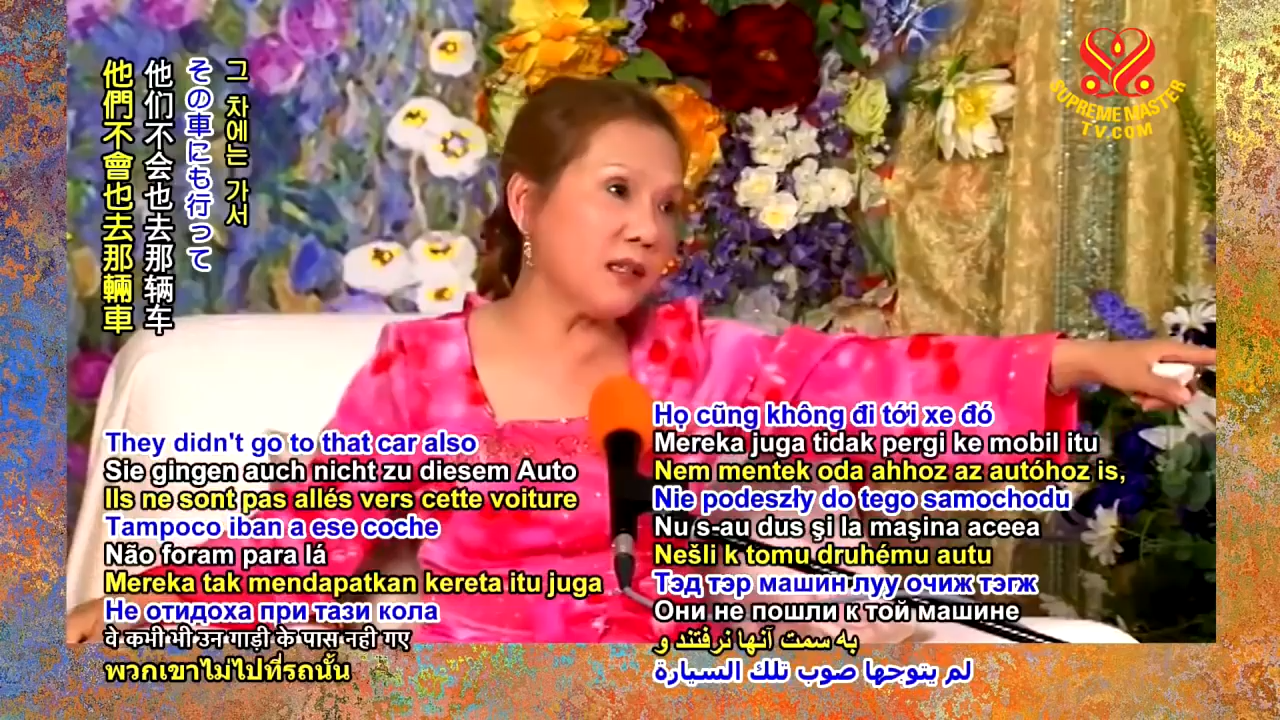 그 차에는 가서
その車にも行って
他们不会也去那辆车
他們不會也去那輛車
SUPREME MASTER
TV.COM
They didn't go to that car also
Sie gingen auch nicht zu diesem Auto
Ils ne sont pas allés vers cette voiture
Tampoco iban a ese coche
Não foram para lá
Mereka tak mendapatkan kereta itu juga
Не отидоха при тази кола
वे कभी भी उन गाड़ी के पास नही गए
พวกเขาไม่ไปที่รถนั้น
Họ cũng không đi tới xe đó
Mereka juga tidak pergi ke mobil itu
Nem mentek oda ahhoz az autóhoz is,
Nie podeszły do tego samochodu
Nu s-au dus şi la maşina aceea
Nešli k tomu druhému autu
Тэд тэр машин луу очиж тэгж
Они не пошли к той машине
به سمت آنها نرفتند و
لم يتوجها صوب تلك السيارة